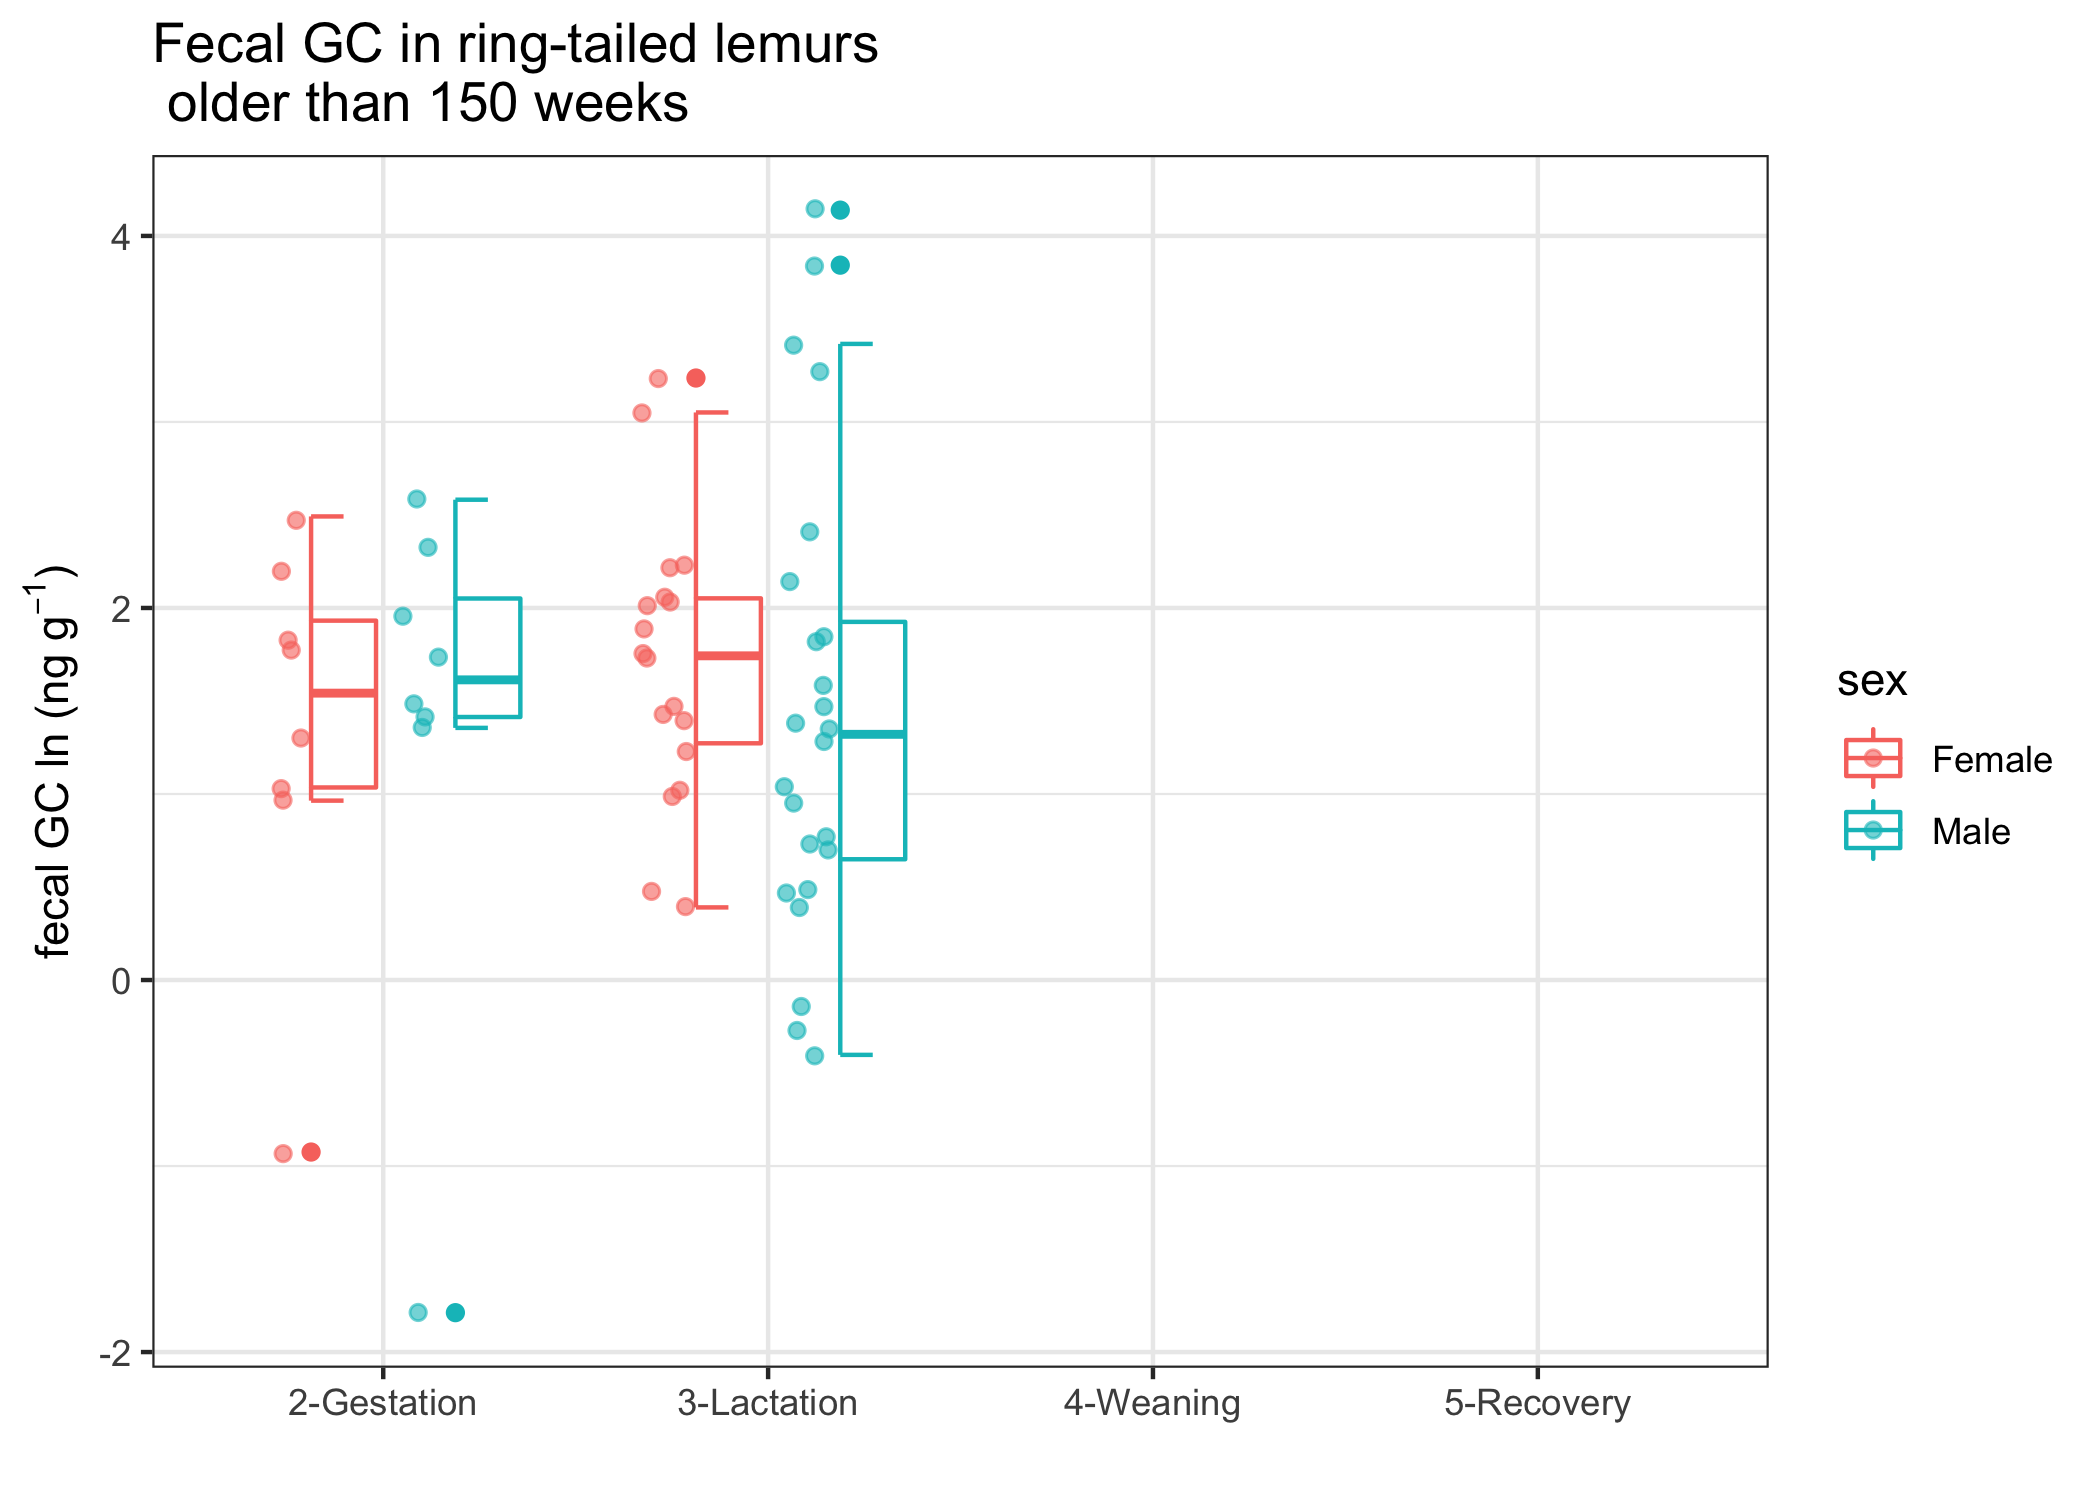 Fecal GC in ring-tailed lemurs
older than 150 weeks
fecal GC ln (ng g⁻¹)
4
2
0
-2
2-Gestation
3-Lactation
4-Weaning
5-Recovery
sex
Female
Male